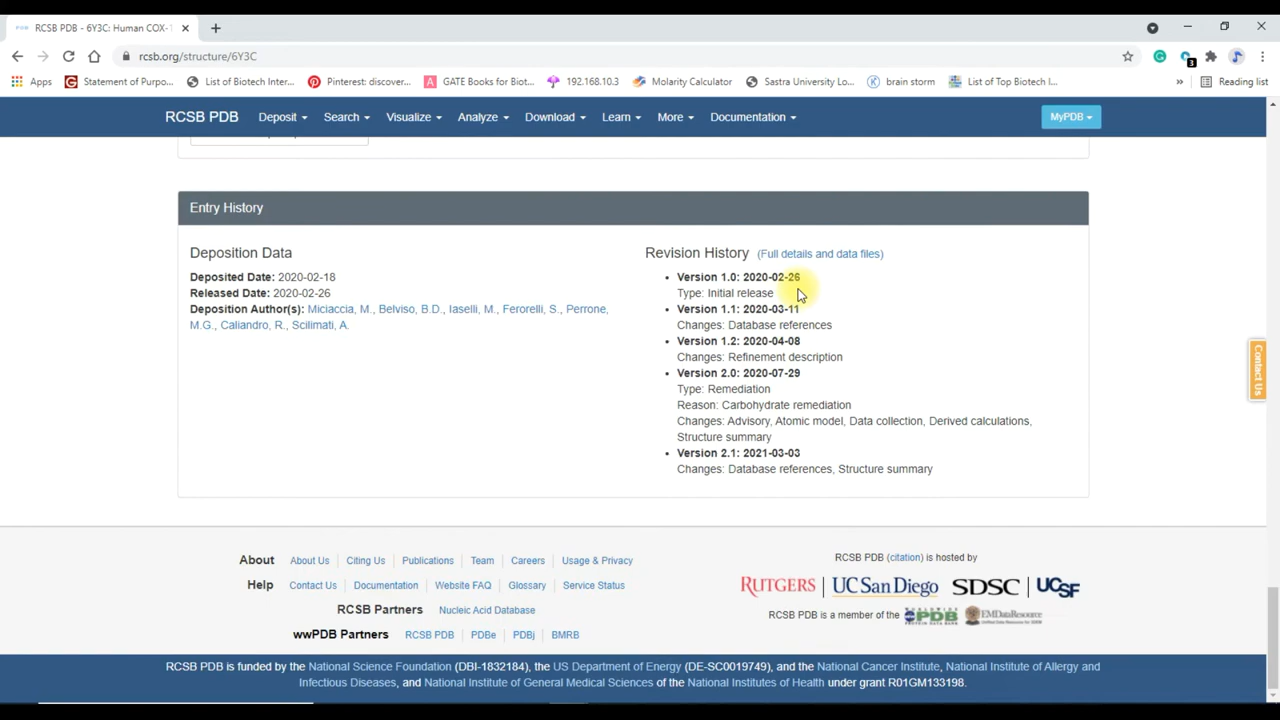 RCSB PDB - 6Y3C: Human COX-1
rcsb.org/structure/6Y3C
3
Apps Statement of Purpo... List of Biotech Inter... Pinterest: discover... GATE Books for Biot... 192.168.10.3 Molarity Calculator Sastra University Lo... brain storm List of Top Biotech I... » Reading list
RCSB PDB Deposit Search Visualize Analyze Download Learn More Documentation MyPDB
Entry History
Deposition Data
Deposited Date: 2020-02-18
Released Date: 2020-02-26
Deposition Author(s): Miciaccia, M., Belviso, B.D., Iaselli, M., Ferorelli, S., Perrone,
M.G., Caliandro, R., Scilimati, A.
Revision History (Full details and data files)
• Version 1.0: 2020-02-26
Type: Initial release
• Version 1.1: 2020-03-11
Changes: Database references
• Version 1.2: 2020-04-08
Changes: Refinement description
• Version 2.0: 2020-07-29
Type: Remediation
Reason: Carbohydrate remediation
Changes: Advisory, Atomic model, Data collection, Derived calculations,
Structure summary
• Version 2.1: 2021-03-03
Changes: Database references, Structure summary
Contact Us
About About Us Citing Us Publications Team Careers Usage & Privacy
Help Contact Us Documentation Website FAQ Glossary Service Status
RCSB Partners Nucleic Acid Database
wwPDB Partners RCSB PDB PDBe PDBj BMRB
RCSB PDB (citation) is hosted by
RUTGERS UC San Diego SDSC UCSF
RCSB PDB is a member of the PDB EMDataResource
RCSB PDB is funded by the National Science Foundation (DBI-1832184), the US Department of Energy (DE-SC0019749), and the National Cancer Institute, National Institute of Allergy and
Infectious Diseases, and National Institute of General Medical Sciences of the National Institutes of Health under grant R01GM133198.